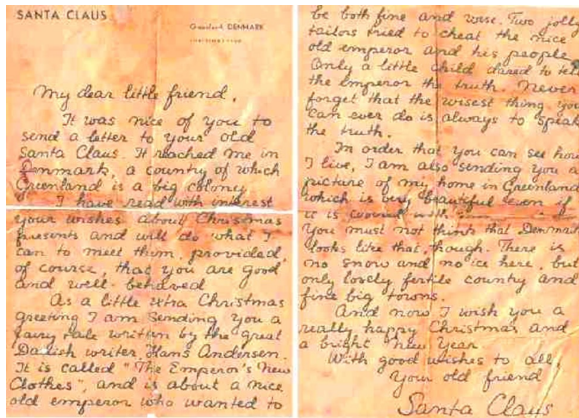 SANTA CLAUS
Greenland, DENMARK
My dear little friend,
It was nice of you to
send a letter to your old
Santa Claus. It reached me in
Denmark, a country of which
Greenland is a big colony
I have read with interest
your wishes about Christmas
presents and will do what I
can to meet them, provided,
of course, that you are good
and well-behaved
As a little extra Christmas
greeting I am sending you a
fairy tale written by the great
Danish writer, Hans Andersen.
It is called "The Emperor's New
Clothes", and is about a nice
old emperor who wanted to
be both fine and wise. Two jolly
tailors tried to cheat the nice
old emperor and his people
Only a little child dared to tell
the Emperor the truth. Never
forget that the wisest thing you
can ever do is always to speak
the truth.
In order that you can see how
I live, I am also sending you a
picture of my home in Greenland
which is very beautiful even if
it is covered with
You must not think that Denmark
looks like that, though. There is
no snow and no ice here, but
only lovely, fertile country and
fine big towns.
And now I wish you a
really happy Christmas and
a bright New Year
With good wishes to all,
Your old friend
Santa Claus